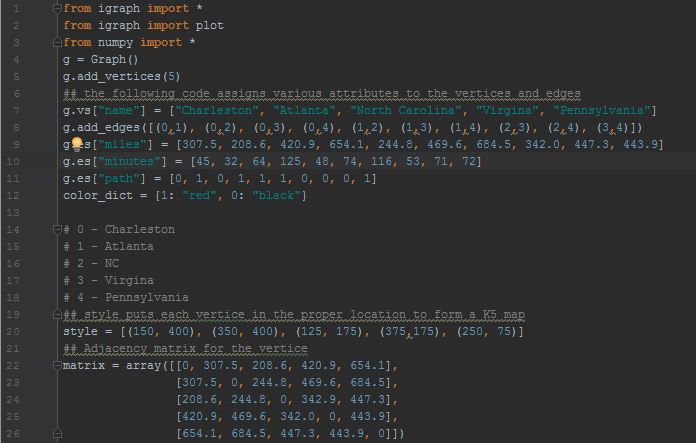 1 from igraph import *
2 from igraph import plot
3 from numpy import *
4 g = Graph()
5 g.add_vertices(5)
6 ## the following code assigns various attributes to the vertices and edges
7 g.vs["name"] = ["Charleston", "Atlanta", "North Carolina", "Virgina", "Pennsylvania"]
8 g.add_edges([(0,1), (0,2), (0,3), (0,4), (1,2), (1,3), (1,4), (2,3), (2,4), (3,4)])
9 g.es["miles"] = [307.5, 208.6, 420.9, 654.1, 244.8, 469.6, 684.5, 342.0, 447.3, 443.9]
10 g.es["minutes"] = [45, 32, 64, 125, 48, 74, 116, 53, 71, 72]
11 g.es["path"] = [0, 1, 0, 1, 1, 1, 0, 0, 0, 1]
12 color_dict = {1: "red", 0: "black"}
13
14 # 0 - Charleston
15 # 1 - Atlanta
16 # 2 - NC
17 # 3 - Virgina
18 # 4 - Pennsylvania
19 ## style puts each vertice in the proper location to form a K5 map
20 style = [(150, 400), (350, 400), (125, 175), (375,175), (250, 75)]
21 ## Adjacency matrix for the vertice
22 matrix = array([[0, 307.5, 208.6, 420.9, 654.1],
23 [307.5, 0, 244.8, 469.6, 684.5],
24 [208.6, 244.8, 0, 342.9, 447.3],
25 [420.9, 469.6, 342.0, 0, 443.9],
26 [654.1, 684.5, 447.3, 443.9, 0]])